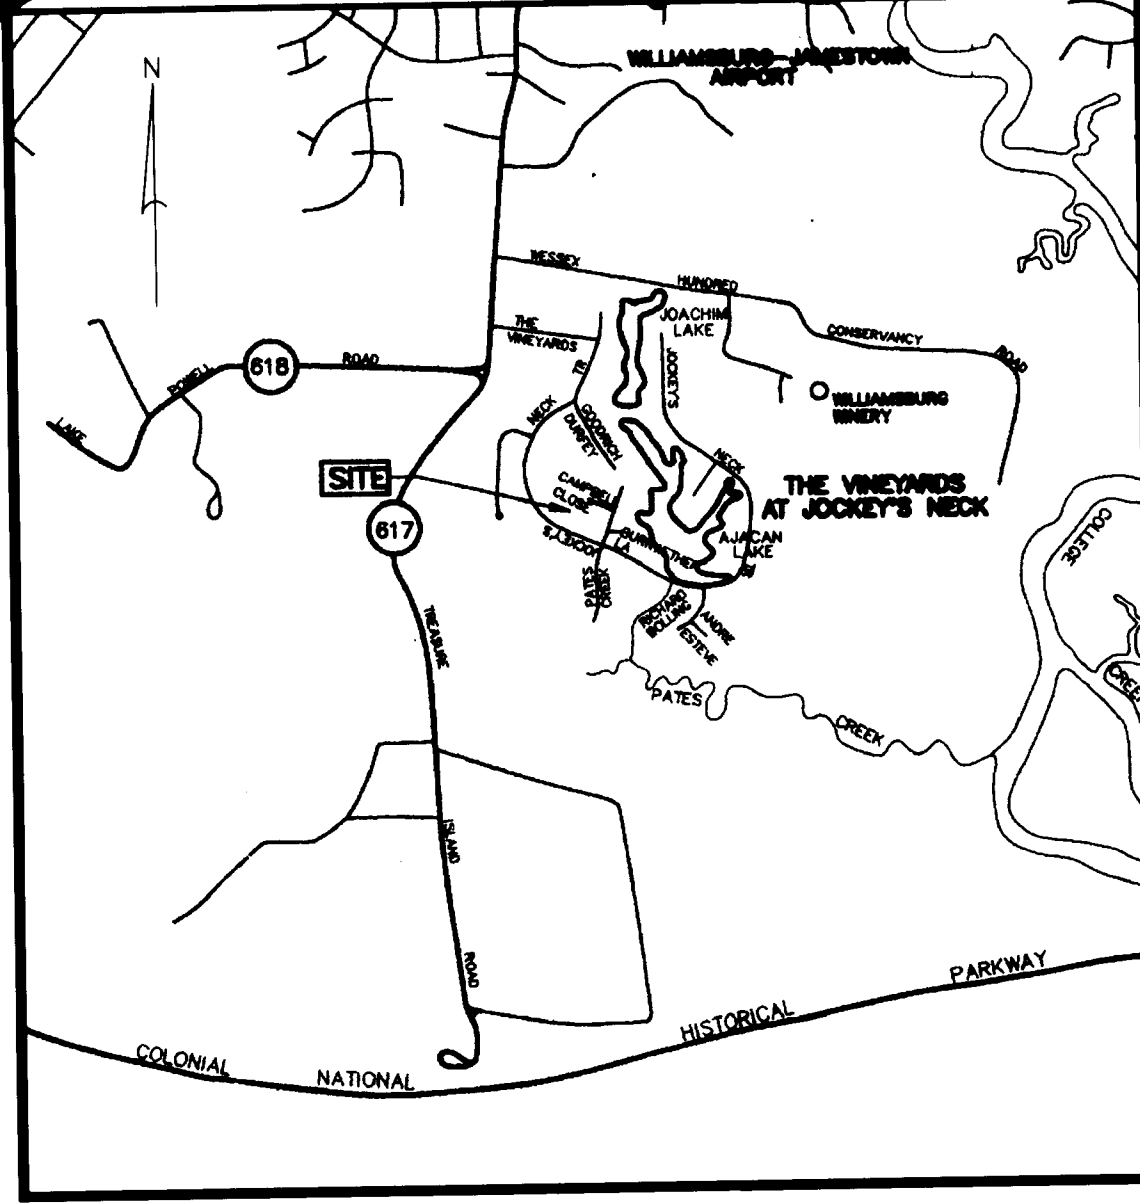 WILLIAMSBURG-JAMESTOWN
AIRPORT
N
WESSEX
HUNDRED
CONSERVANCY
ROAD
JOACHIM
LAKE
THE
VINEYARDS
TR
JOCKEY'S
NECK
618
ROAD
POWELL
LAKE
WILLIAMSBURG
WINERY
NECK
GOODRICH
DURFEY
SITE
CAMPBELL
CLOSE
THE VINEYARDS
AT JOCKEY'S NECK
617
JOCKEY'S
LA
AJACAN
LAKE
COLLEGE
CREEK
PATES
CREEK
RICHARD
BOLLING
ANDRE
ESTEVE
TREASURE
ISLAND
ROAD
PATES
CREEK
COLONIAL
NATIONAL
HISTORICAL
PARKWAY